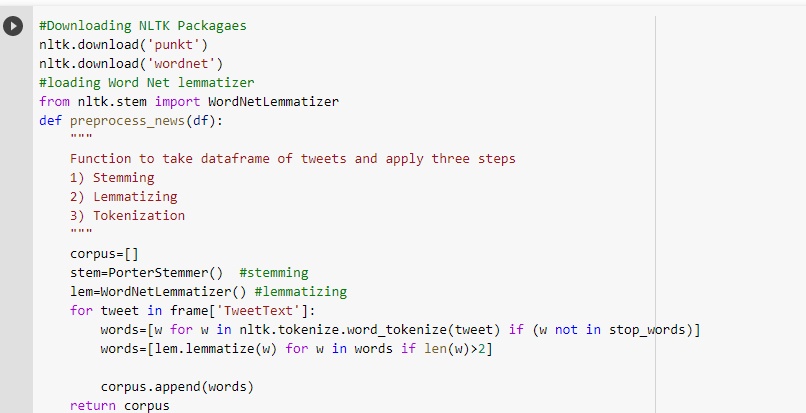 #Downloading NLTK Packagaes
nltk.download('punkt')
nltk.download('wordnet')
#loading Word Net lemmatizer
from nltk.stem import WordNetLemmatizer
def preprocess_news(df):
    """
    Function to take dataframe of tweets and apply three steps
    1) Stemming
    2) Lemmatizing
    3) Tokenization
    """
    corpus=[]
    stem=PorterStemmer()  #stemming
    lem=WordNetLemmatizer() #lemmatizing
    for tweet in frame['TweetText']:
        words=[w for w in nltk.tokenize.word_tokenize(tweet) if (w not in stop_words)]
        words=[lem.lemmatize(w) for w in words if len(w)>2]

        corpus.append(words)
    return corpus